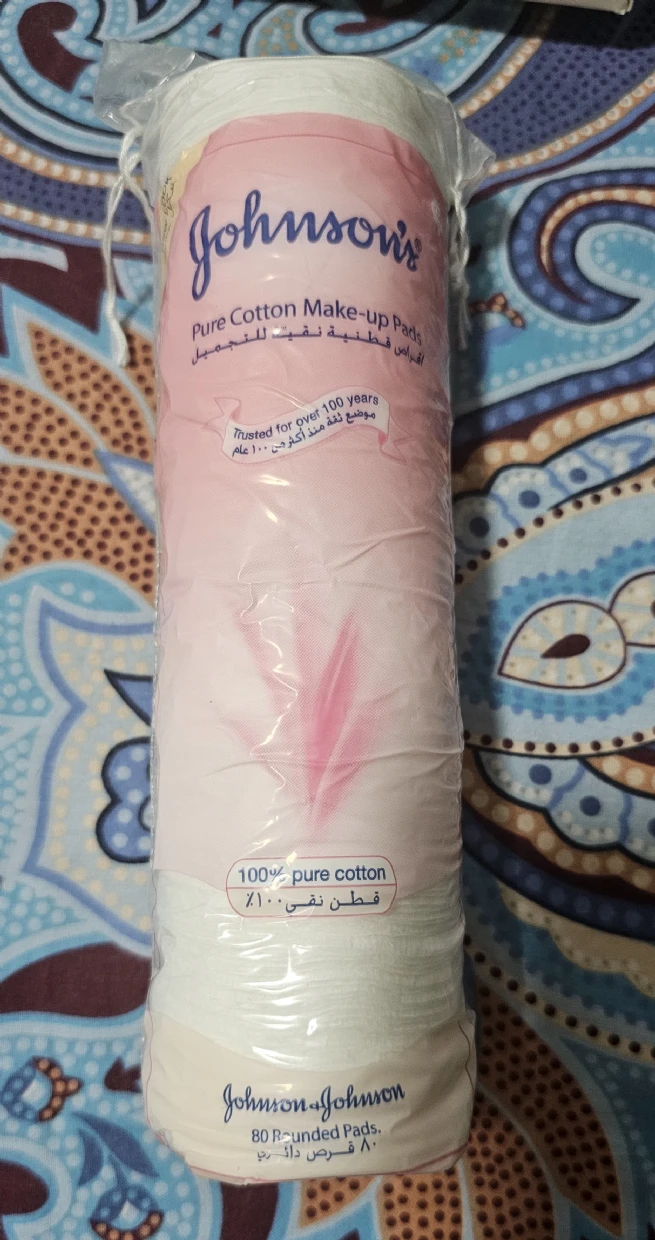 Johnson's®
Pure Cotton Make-up Pads
اقراص قطنية نقية للتجميل
Trusted for over 100 years
موضع ثقة منذ أكثر من ١٠٠ عام
100% pure cotton
قطن نقي ١٠٠٪
Johnson & Johnson
80 Rounded Pads.
٨٠ قرص دائري